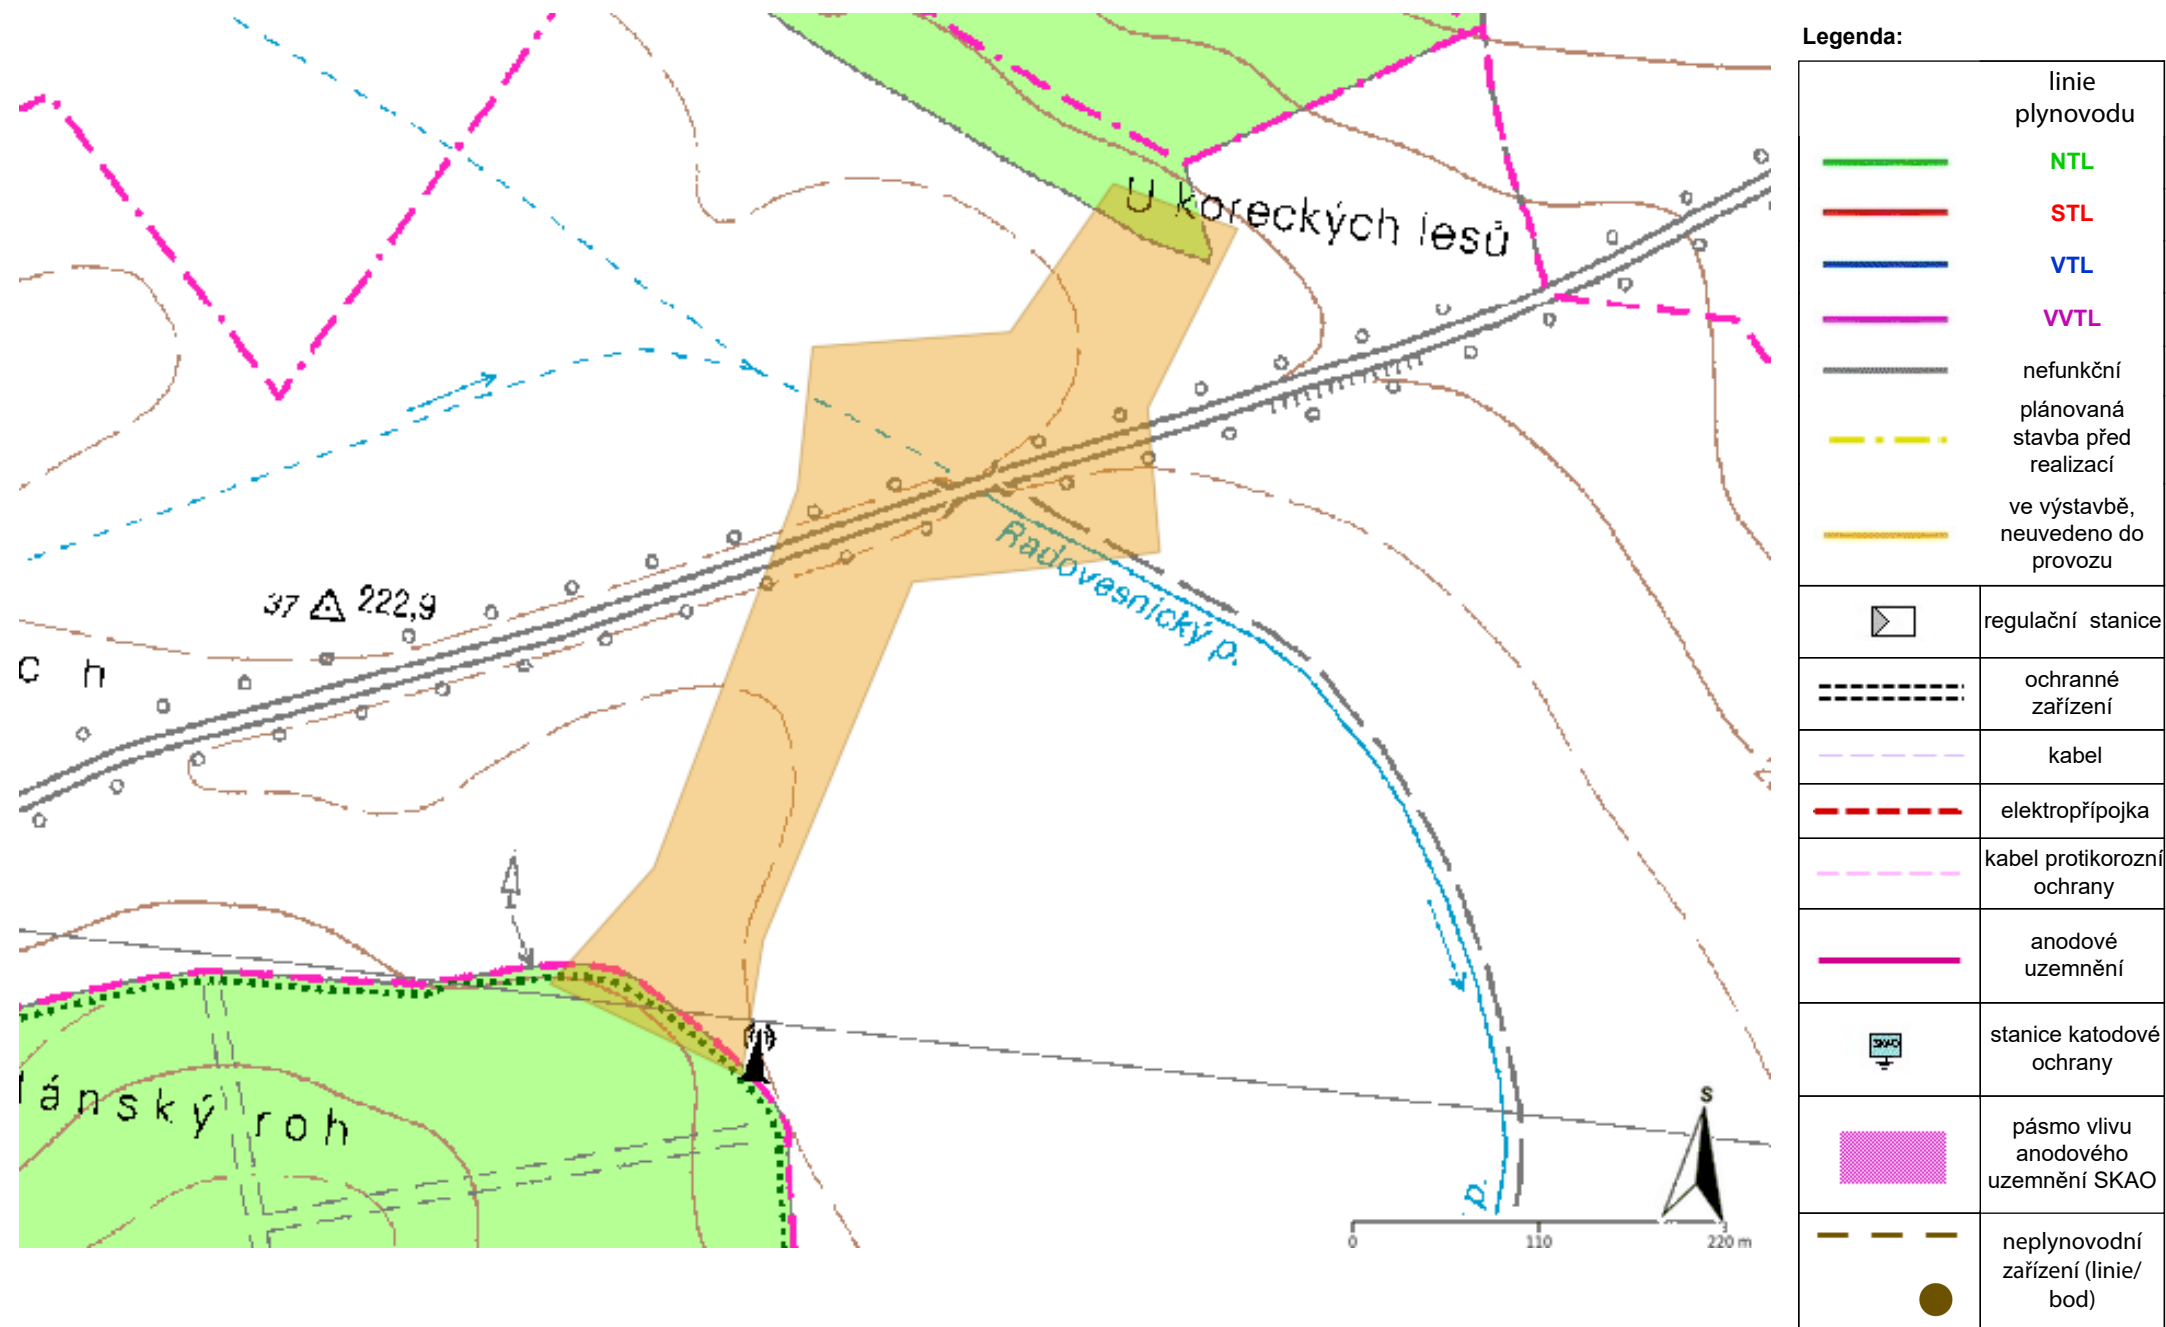 U koreckých lesů
37 222,9
c h
Radovesnický p.
lánský roh
p.
S
0 110 220 m
Legenda:
linie
plynovodu
NTL
STL
VTL
VVTL
nefunkční
plánovaná
stavba před
realizací
ve výstavbě,
neuvedeno do
provozu
regulační stanice
ochranné
zařízení
kabel
elektropřípojka
kabel protikorozní
ochrany
anodové
uzemnění
SKAO
stanice katodové
ochrany
pásmo vlivu
anodového
uzemnění SKAO
neplynovodní
zařízení (linie/
bod)